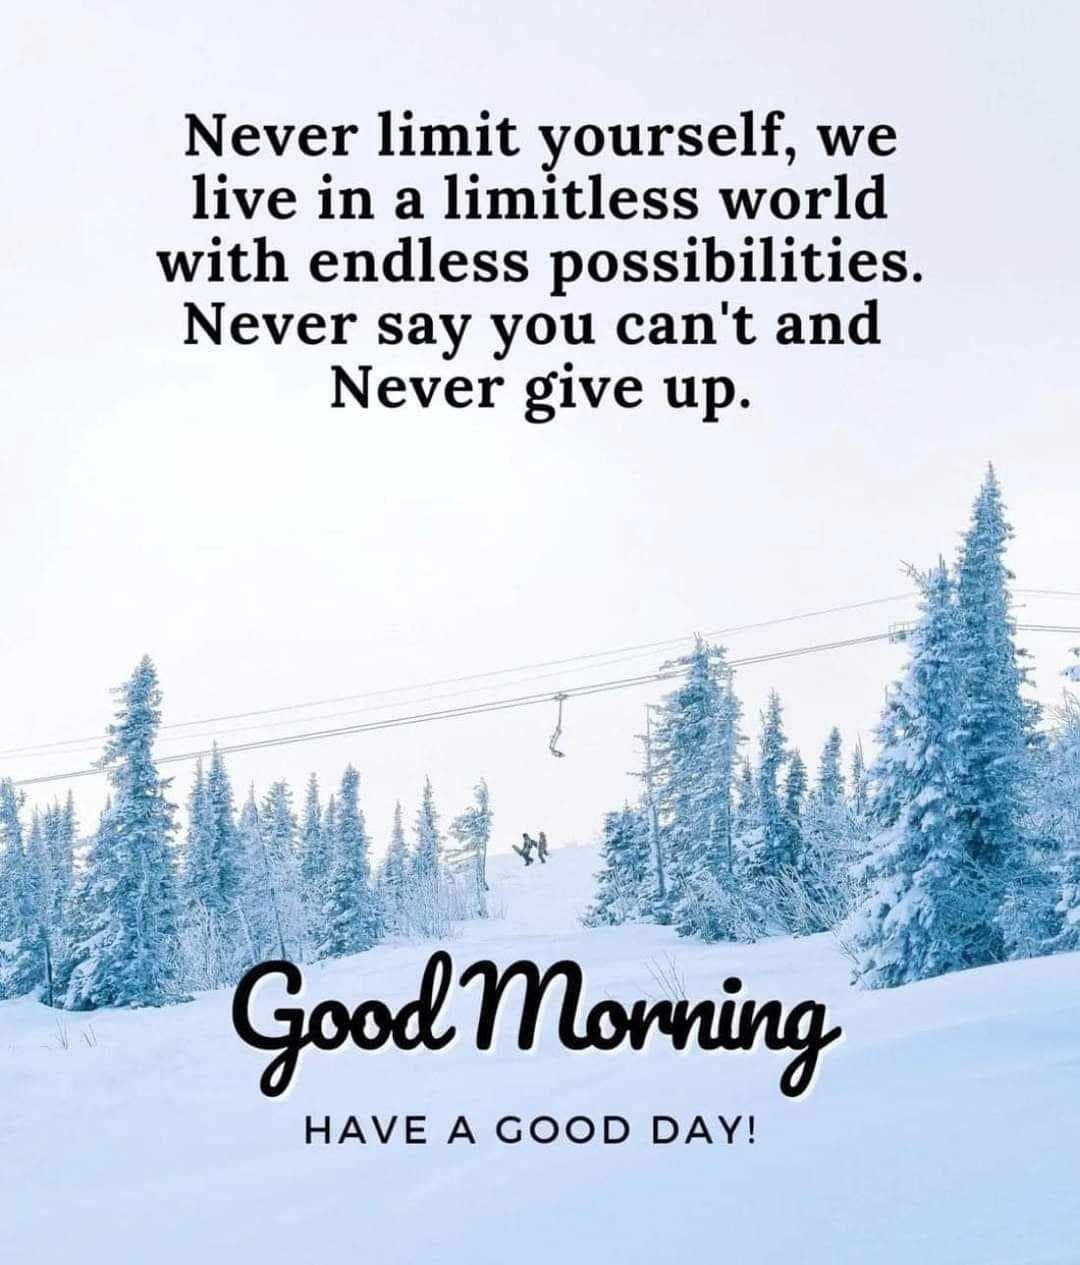 Never limit yourself, we
live in a limitless world
with endless possibilities.
Never say you can't and
Never give up.
Good Morning
HAVE A GOOD DAY!